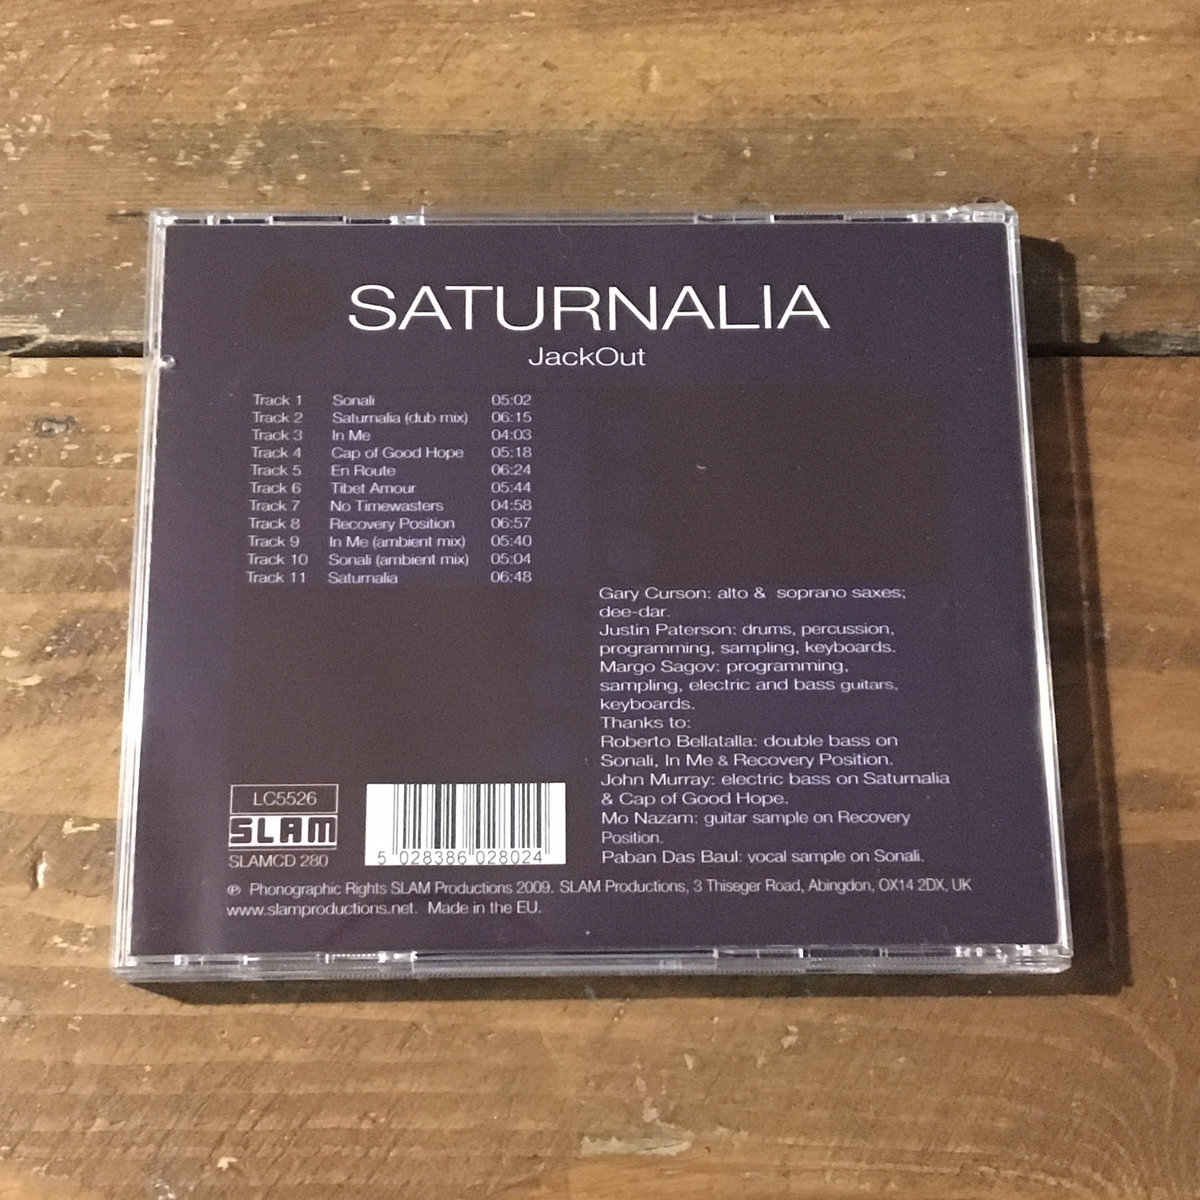 SATURNALIA
JackOut
Track 1 Sonali 05:02
Track 2 Saturnalia (dub mix) 06:15
Track 3 In Me 04:03
Track 4 Cap of Good Hope 05:18
Track 5 En Route 06:24
Track 6 Tibet Amour 05:44
Track 7 No Timewasters 04:58
Track 8 Recovery Position 06:57
Track 9 In Me (ambient mix) 05:40
Track 10 Sonali (ambient mix) 05:04
Track 11 Saturnalia 06:48
Gary Curson: alto & soprano saxes;
dee-dar.
Justin Paterson: drums, percussion,
programming, sampling, keyboards.
Margo Sagov: programming,
sampling, electric and bass guitars,
keyboards.
Thanks to:
Roberto Bellatalla: double bass on
Sonali, In Me & Recovery Position.
John Murray: electric bass on Saturnalia
& Cap of Good Hope.
Mo Nazam: guitar sample on Recovery
Position.
Paban Das Baul: vocal sample on Sonali.
LC5526
SLAM
SLAMCD 280
5 028386 028024
℗ Phonographic Rights SLAM Productions 2009. SLAM Productions, 3 Thiseger Road, Abingdon, OX14 2DX, UK
www.slamproductions.net. Made in the EU.